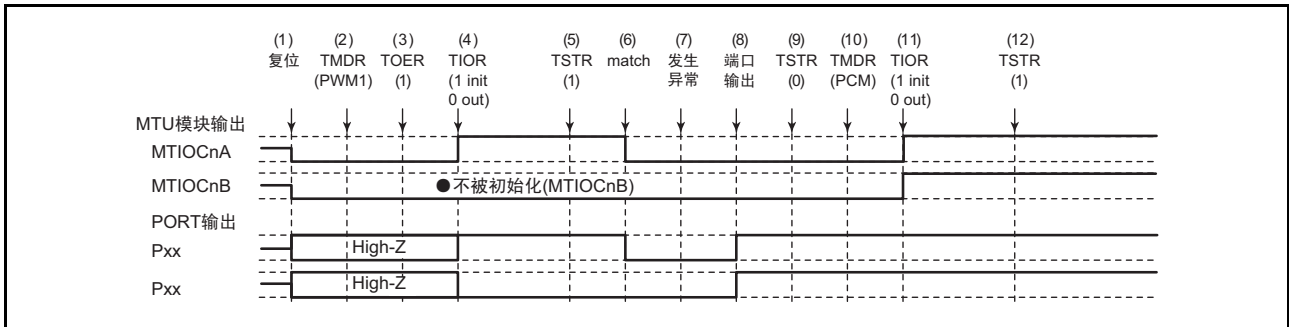 (1) (2) (3) (4) (5) (6) (7) (8) (9) (10) (11) (12)
复位 TMDR TOER TIOR TSTR match 发生 端口 TSTR TMDR TIOR TSTR
(PWM1) (1) (1 init (1) 异常 输出 (0) (PCM) (1 init (1)
0 out) 0 out)
MTU模块输出
MTIOCnA
MTIOCnB ●不被初始化(MTIOCnB)
PORT输出
Pxx High-Z
Pxx High-Z